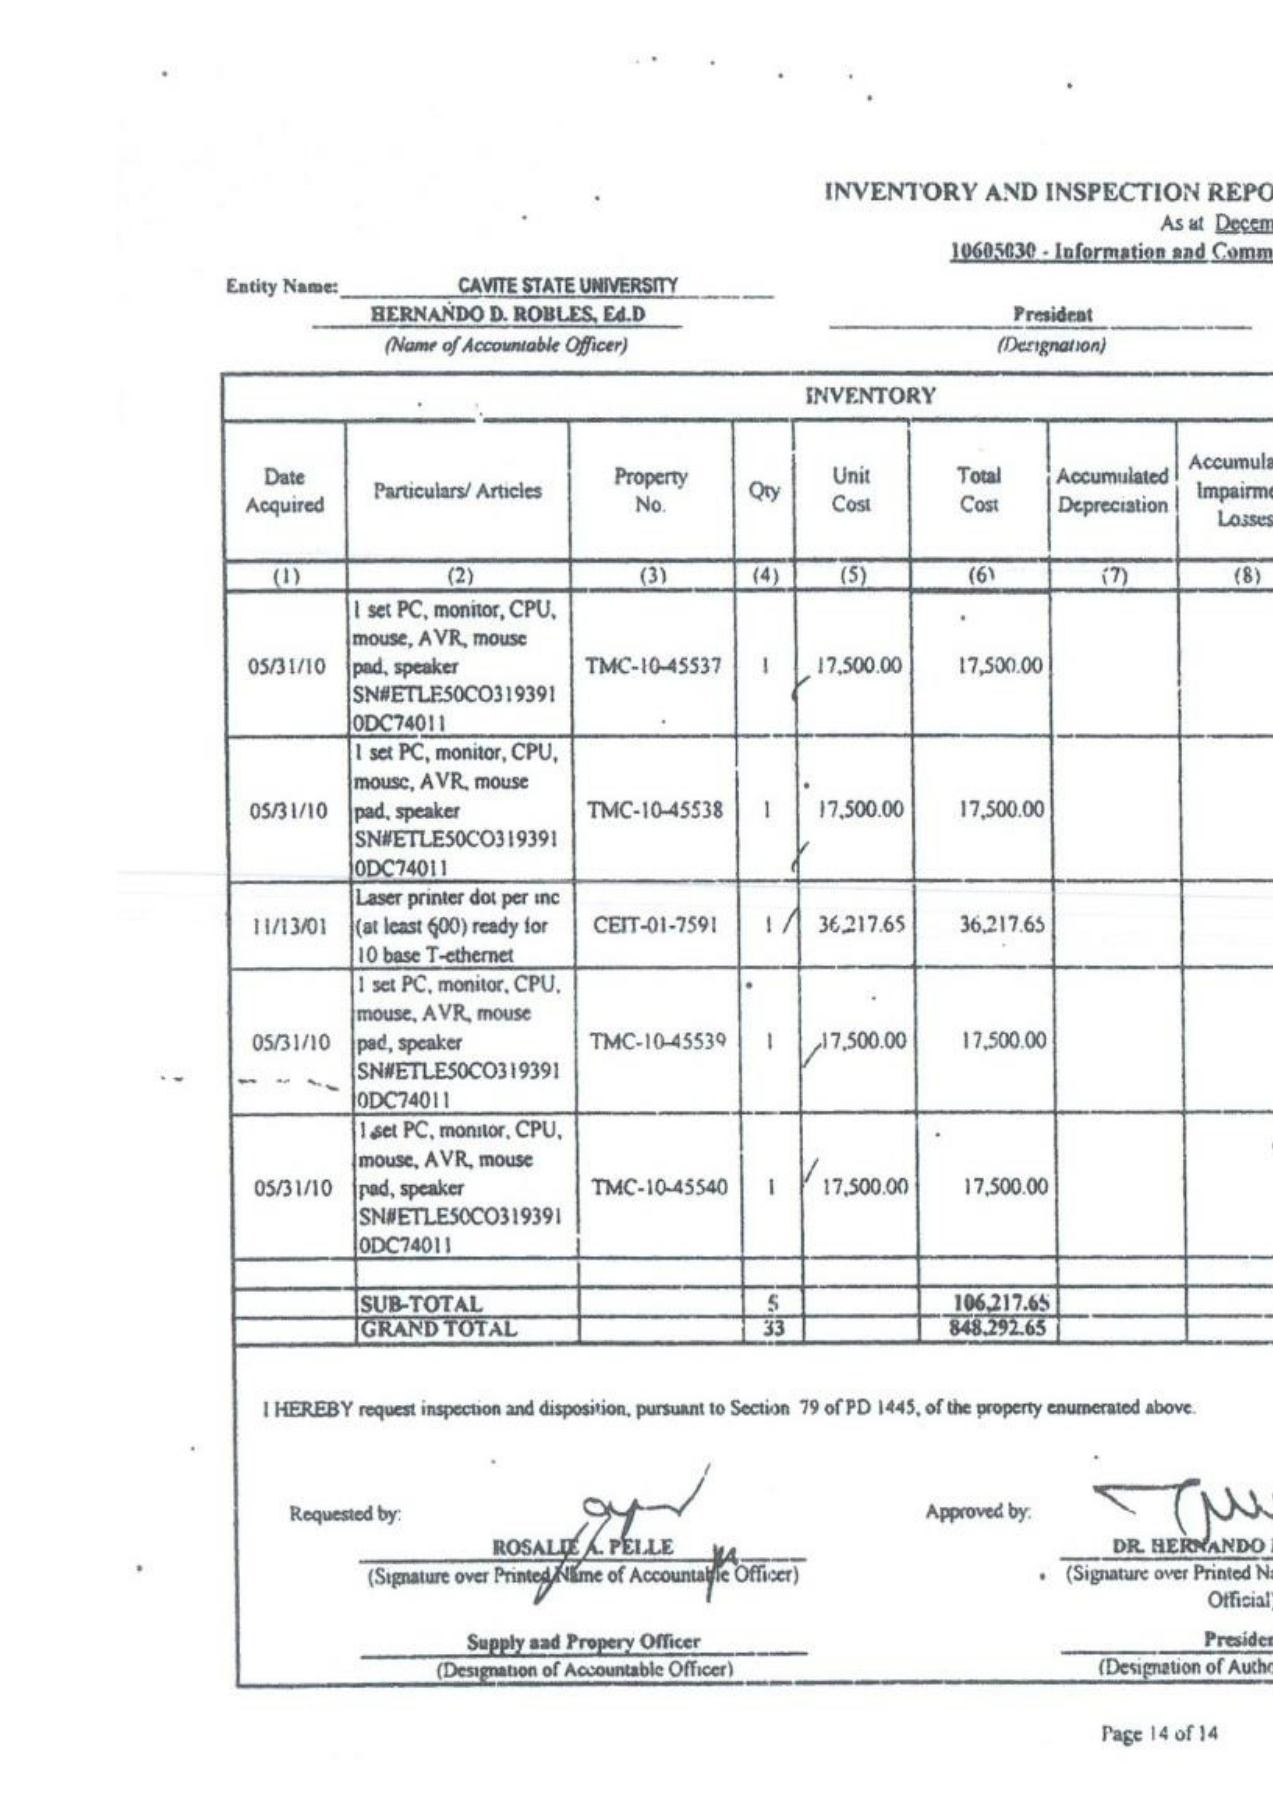 INVENTORY AND INSPECTION REPO
As at Decem
10605030 - Information and Comm
Entity Name: CAVITE STATE UNIVERSITY
HERNANDO D. ROBLES, Ed.D President
(Name of Accountable Officer) (Designation)
INVENTORY
Date Acquired Particulars/ Articles Property No. Qty Unit Cost Total Cost Accumulated Depreciation Accumula Impairme Losses
(1) (2) (3) (4) (5) (6) (7) (8)
1 set PC, monitor, CPU,
mouse, AVR, mouse
05/31/10 pad, speaker TMC-10-45537 1 17,500.00 17,500.00
SN#ETLE50CO319391
0DC74011
1 set PC, monitor, CPU,
mouse, AVR, mouse
05/31/10 pad, speaker TMC-10-45538 1 17,500.00 17,500.00
SN#ETLE50CO319391
0DC74011
Laser printer dot per inc
11/13/01 (at least 600) ready for CEIT-01-7591 1 36,217.65 36,217.65
10 base T-ethernet
1 set PC, monitor, CPU,
mouse, AVR, mouse
05/31/10 pad, speaker TMC-10-45539 1 17,500.00 17,500.00
SN#ETLE50CO319391
0DC74011
1 set PC, monitor, CPU,
mouse, AVR, mouse
05/31/10 pad, speaker TMC-10-45540 1 17,500.00 17,500.00
SN#ETLE50CO319391
0DC74011
SUB-TOTAL 5 106,217.65
GRAND TOTAL 33 848,292.65
I HEREBY request inspection and disposition, pursuant to Section 79 of PD 1445, of the property enumerated above.
Requested by: Approved by:
ROSALIE A. PELLE DR. HERNANDO
(Signature over Printed Name of Accountable Officer) (Signature over Printed Na
Official)
Supply and Propery Officer Presider
(Designation of Accountable Officer) (Designation of Autho
Page 14 of 14